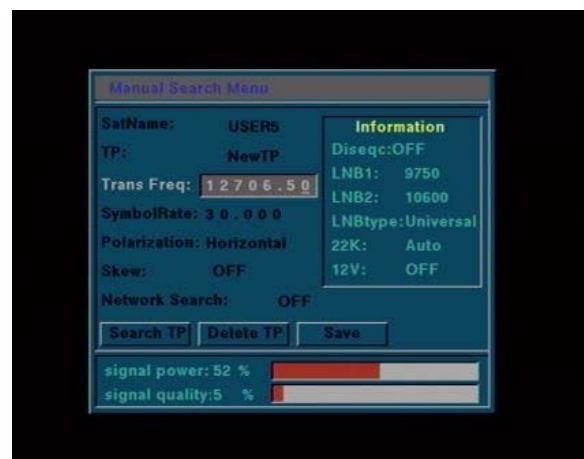 Manual Search Menu
SatName: USER5
TP: NewTP
Trans Freq: 12706.50
SymbolRate: 30.000
Polarization: Horizontal
Skew: OFF
Network Search: OFF
Search TP Delete TP Save
Information
Diseqc:OFF
LNB1: 9750
LNB2: 10600
LNBtype:Universal
22K: Auto
12V: OFF
signal power: 52 %
signal quality:5 %